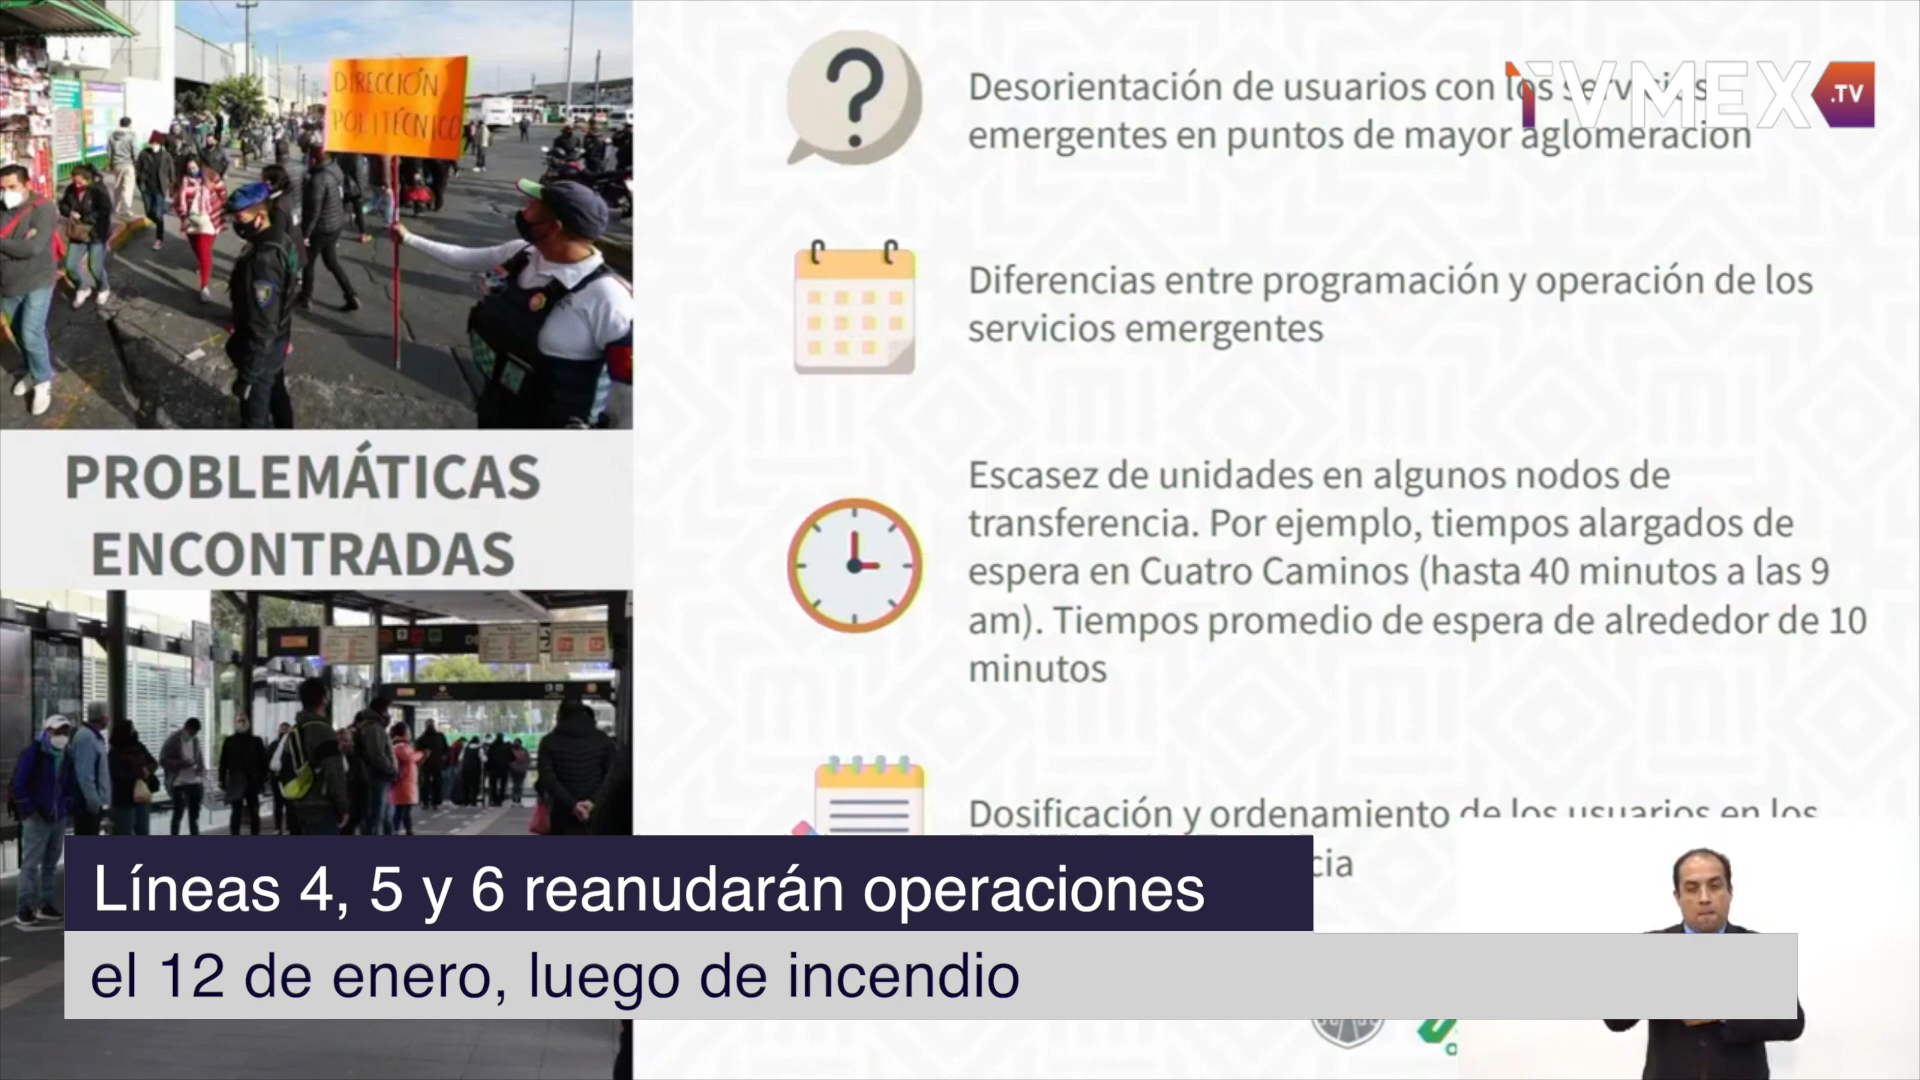 DIRECCIÓN
POLITÉCNICO
PROBLEMÁTICAS
ENCONTRADAS
Desorientación de usuarios con los servicios
emergentes en puntos de mayor aglomeración
TVMEX .TV
Diferencias entre programación y operación de los
servicios emergentes
Escasez de unidades en algunos nodos de
transferencia. Por ejemplo, tiempos alargados de
espera en Cuatro Caminos (hasta 40 minutos a las 9
am). Tiempos promedio de espera de alrededor de 10
minutos
Dosificación y ordenamiento de los usuarios en los
Líneas 4, 5 y 6 reanudarán operaciones
el 12 de enero, luego de incendio